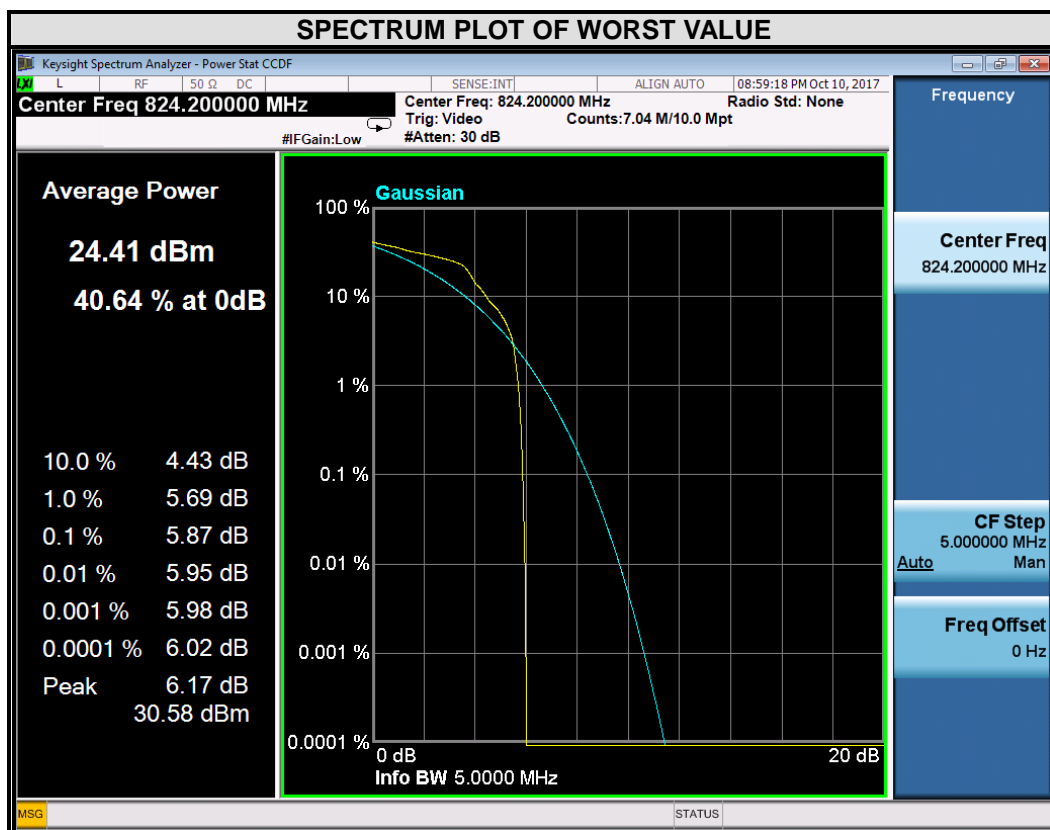 SPECTRUM PLOT OF WORST VALUE
Keysight Spectrum Analyzer - Power Stat CCDF
LXI L RF 50 Ω DC SENSE:INT ALIGN AUTO 08:59:18 PM Oct 10, 2017
Center Freq 824.200000 MHz
Center Freq: 824.200000 MHz Radio Std: None
Trig: Video Counts:7.04 M/10.0 Mpt
#IFGain:Low #Atten: 30 dB
Frequency
Average Power
24.41 dBm
40.64 % at 0dB
10.0 % 4.43 dB
1.0 % 5.69 dB
0.1 % 5.87 dB
0.01 % 5.95 dB
0.001 % 5.98 dB
0.0001 % 6.02 dB
Peak 6.17 dB
30.58 dBm
Gaussian
100 %
10 %
1 %
0.1 %
0.01 %
0.001 %
0.0001 %
0 dB 20 dB
Info BW 5.0000 MHz
Center Freq
824.200000 MHz
CF Step
5.000000 MHz
Auto Man
Freq Offset
0 Hz
MSG STATUS